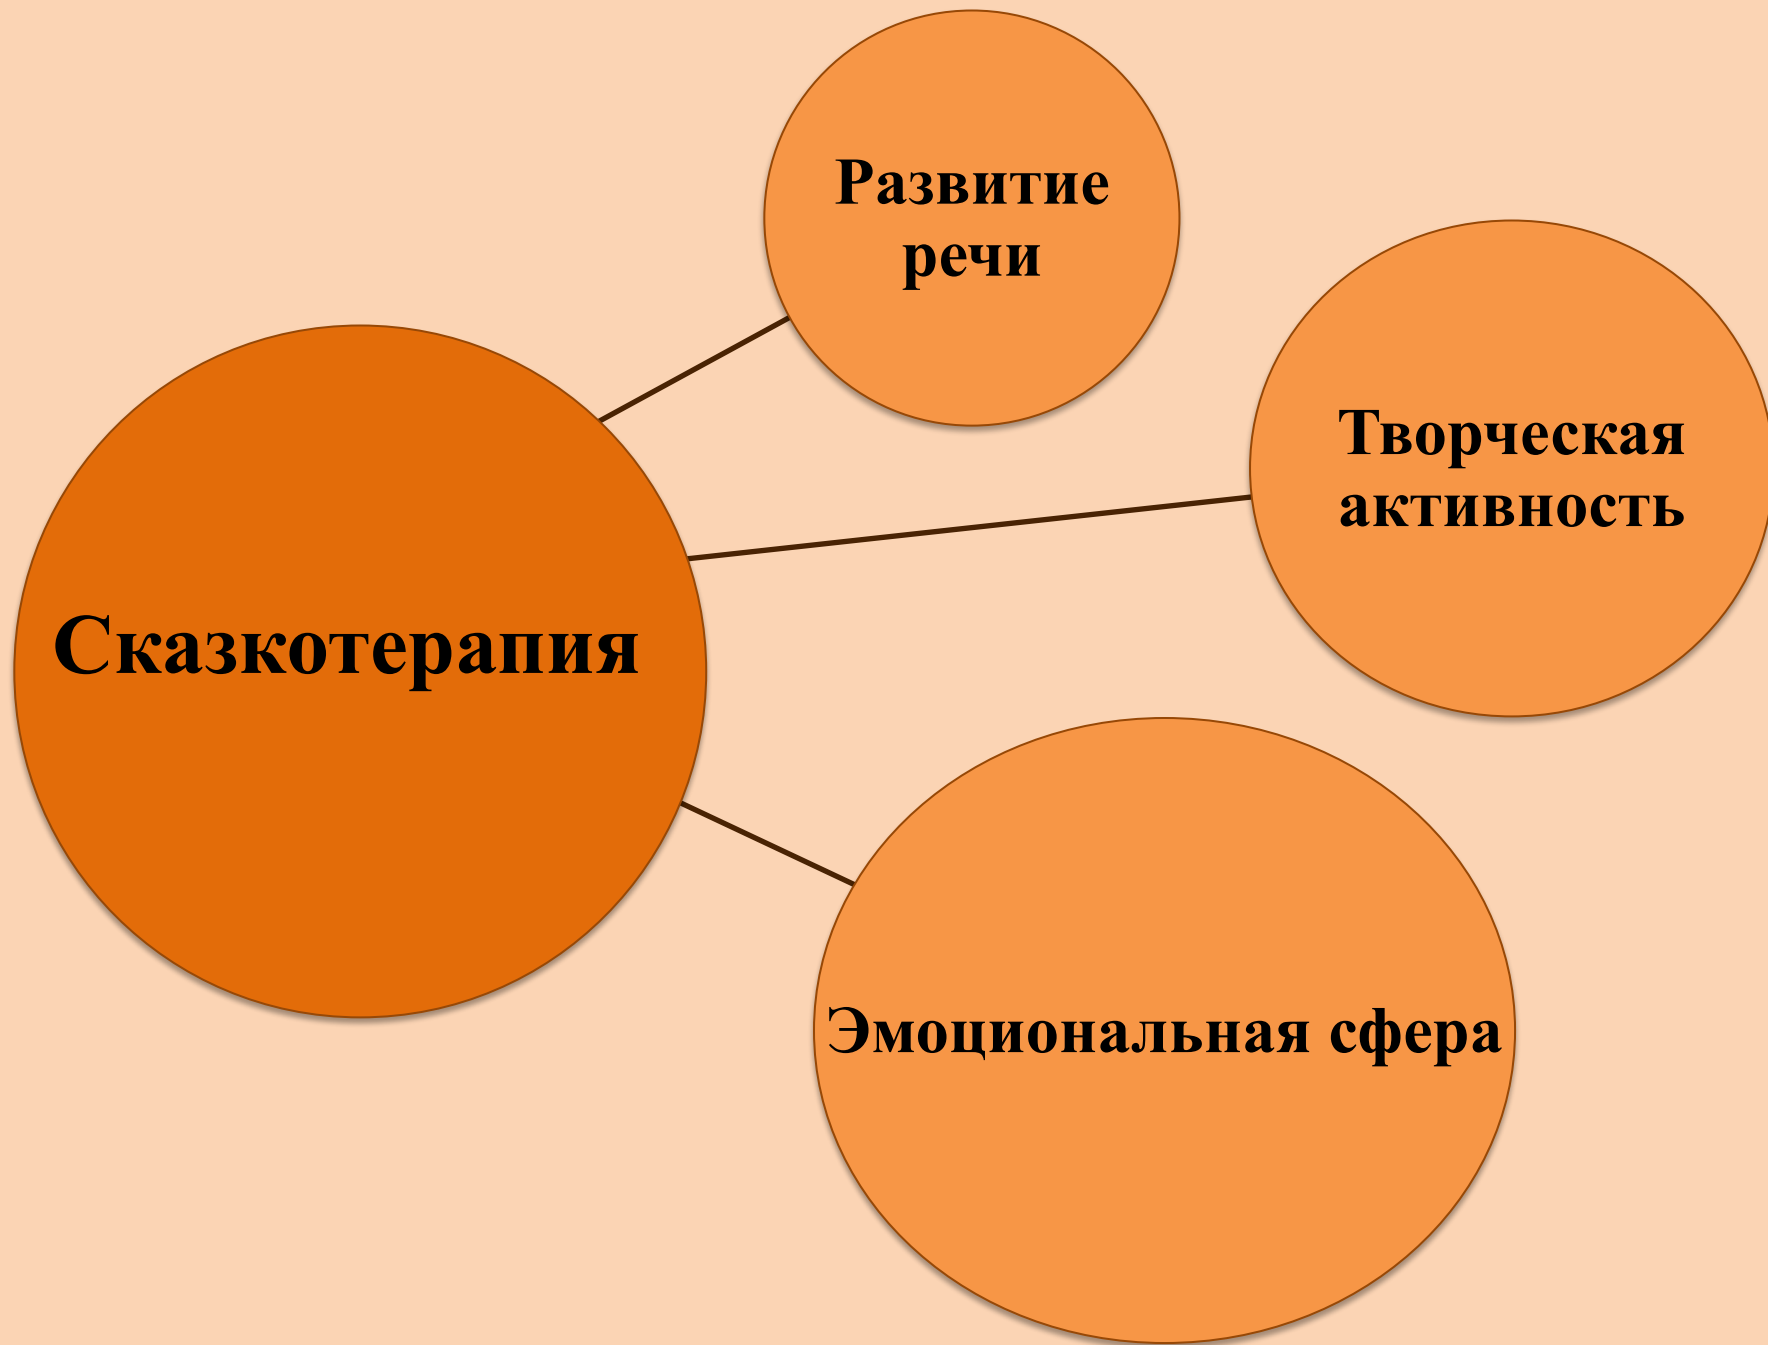 Развитие
речи
Творческая
активность
Сказкотерапия
Эмоциональная сфера